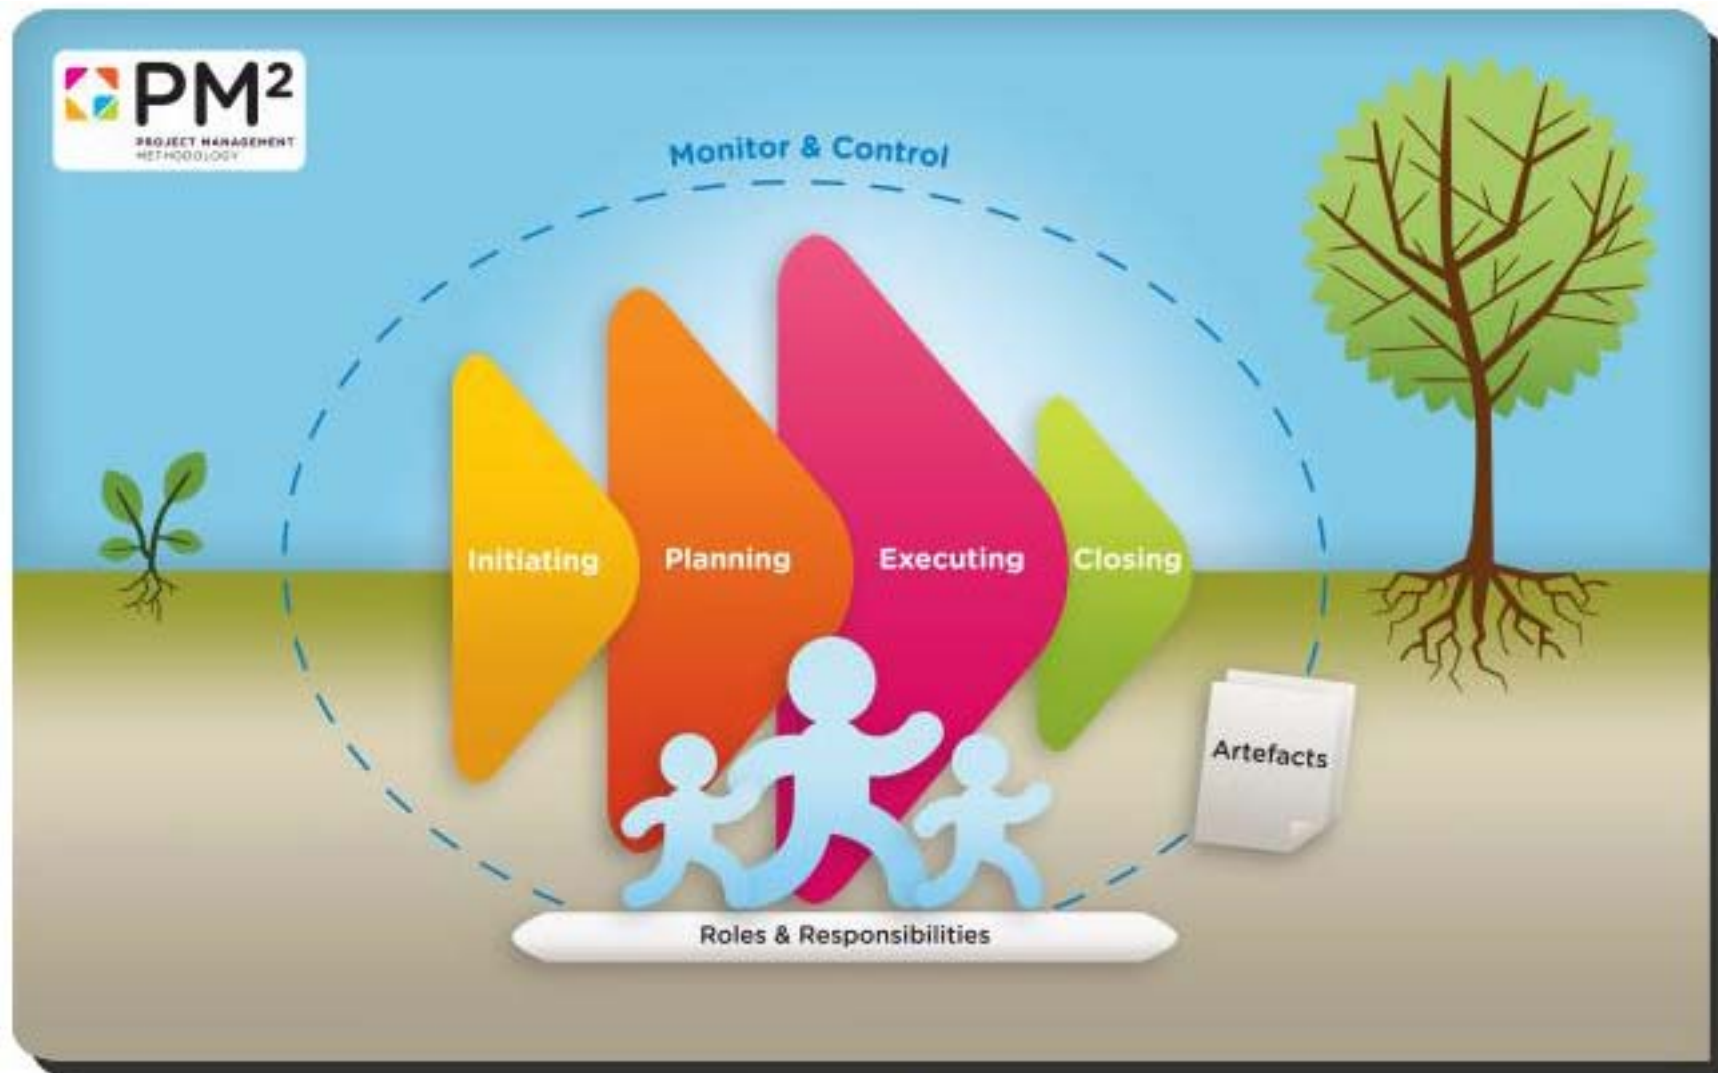 PM²
PROJECT MANAGEMENT
METHODOLOGY
Monitor & Control
Initiating
Planning
Executing
Closing
Artefacts
Roles & Responsibilities